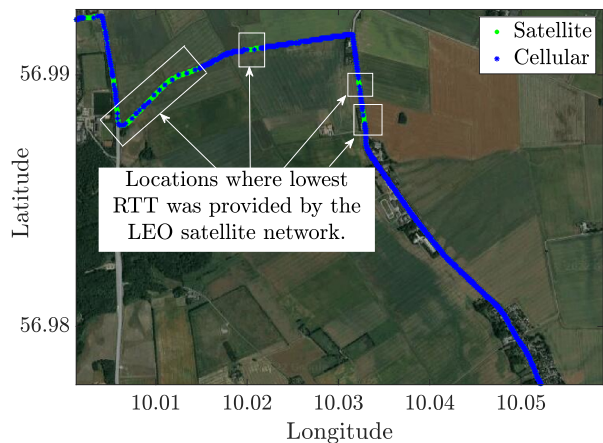 Satellite
Cellular
56.99
56.98
Latitude
Locations where lowest
RTT was provided by the
LEO satellite network.
10.01 10.02 10.03 10.04 10.05
Longitude